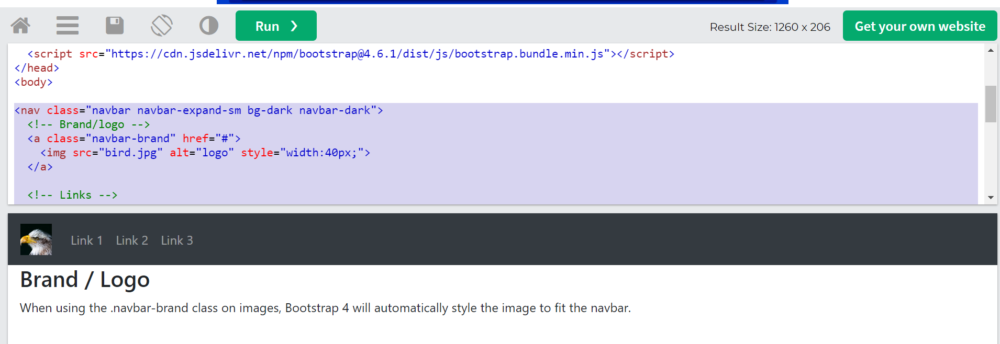 Run ❯
Result Size: 1260 x 206
Get your own website
<script src="https://cdn.jsdelivr.net/npm/bootstrap@4.6.1/dist/js/bootstrap.bundle.min.js"></script>
</head>
<body>
<nav class="navbar navbar-expand-sm bg-dark navbar-dark">
<!-- Brand/logo -->
<a class="navbar-brand" href="#">
<img src="bird.jpg" alt="logo" style="width:40px;">
</a>
<!-- Links -->
Link 1 Link 2 Link 3
Brand / Logo
When using the .navbar-brand class on images, Bootstrap 4 will automatically style the image to fit the navbar.